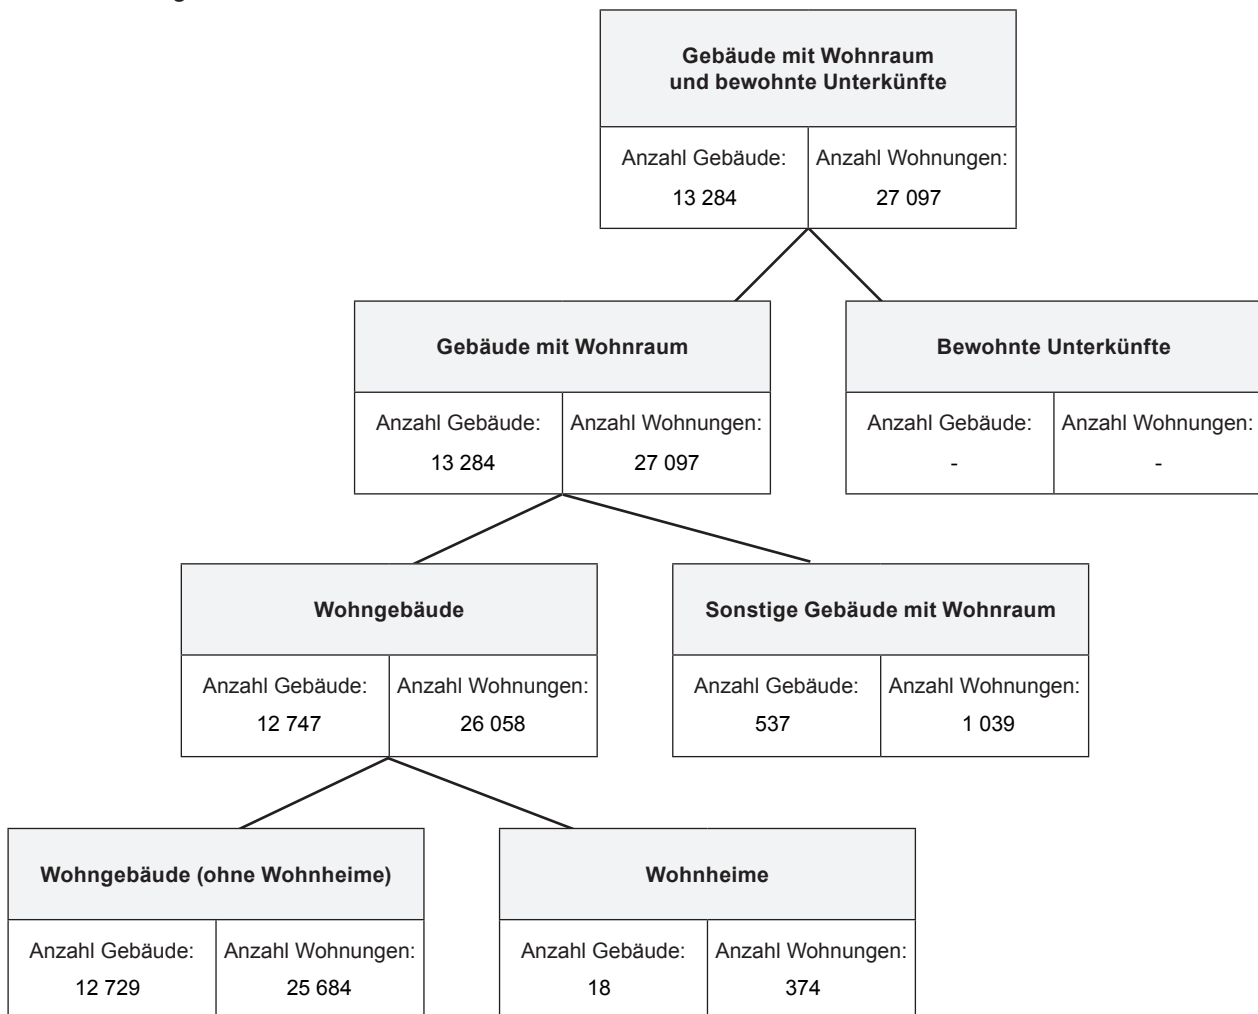 Gebäude mit Wohnraum
und bewohnte Unterkünfte
Anzahl Gebäude: Anzahl Wohnungen:
13 284 27 097
Gebäude mit Wohnraum Bewohnte Unterkünfte
Anzahl Gebäude: Anzahl Wohnungen: Anzahl Gebäude: Anzahl Wohnungen:
13 284 27 097 - -
Wohngebäude Sonstige Gebäude mit Wohnraum
Anzahl Gebäude: Anzahl Wohnungen: Anzahl Gebäude: Anzahl Wohnungen:
12 747 26 058 537 1 039
Wohngebäude (ohne Wohnheime) Wohnheime
Anzahl Gebäude: Anzahl Wohnungen: Anzahl Gebäude: Anzahl Wohnungen:
12 729 25 684 18 374